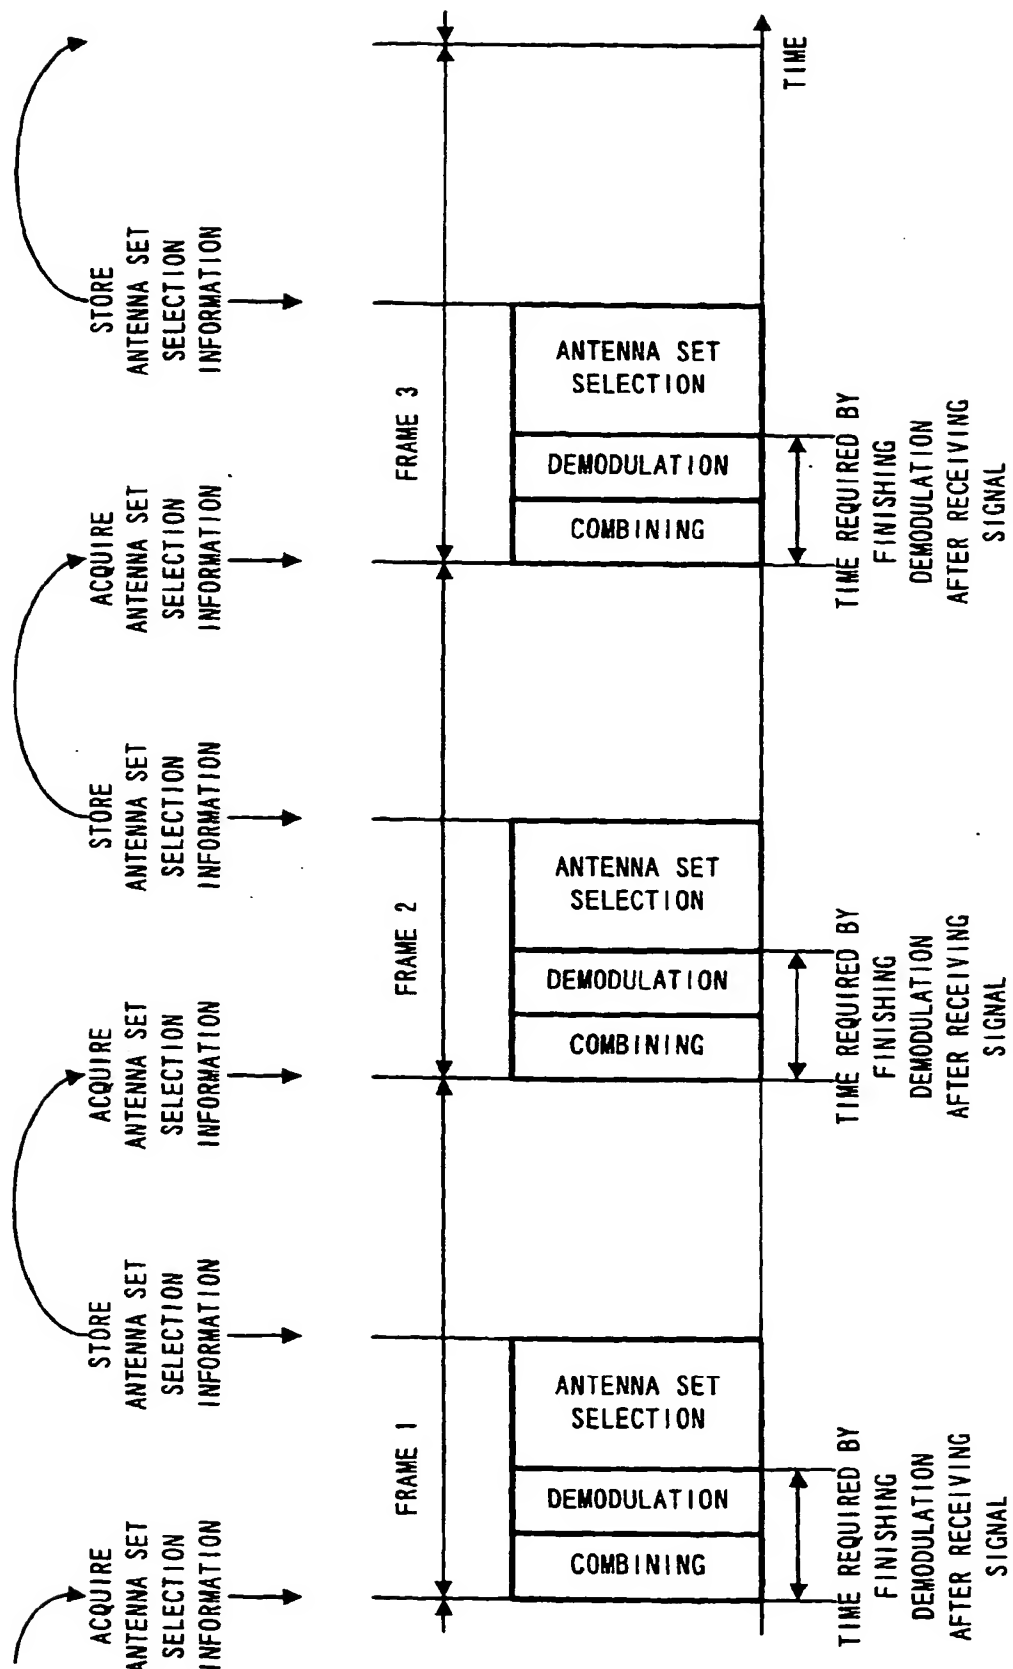 ACQUIRE
ANTENNA SET
SELECTION
INFORMATION
STORE
ANTENNA SET
SELECTION
INFORMATION
ACQUIRE
ANTENNA SET
SELECTION
INFORMATION
STORE
ANTENNA SET
SELECTION
INFORMATION
ACQUIRE
ANTENNA SET
SELECTION
INFORMATION
STORE
ANTENNA SET
SELECTION
INFORMATION
FRAME 1
FRAME 2
FRAME 3
COMBINING
DEMODULATION
ANTENNA SET
SELECTION
COMBINING
DEMODULATION
ANTENNA SET
SELECTION
COMBINING
DEMODULATION
ANTENNA SET
SELECTION
TIME
TIME REQUIRED BY
FINISHING
DEMODULATION
AFTER RECEIVING
SIGNAL
TIME REQUIRED BY
FINISHING
DEMODULATION
AFTER RECEIVING
SIGNAL
TIME REQUIRED BY
FINISHING
DEMODULATION
AFTER RECEIVING
SIGNAL